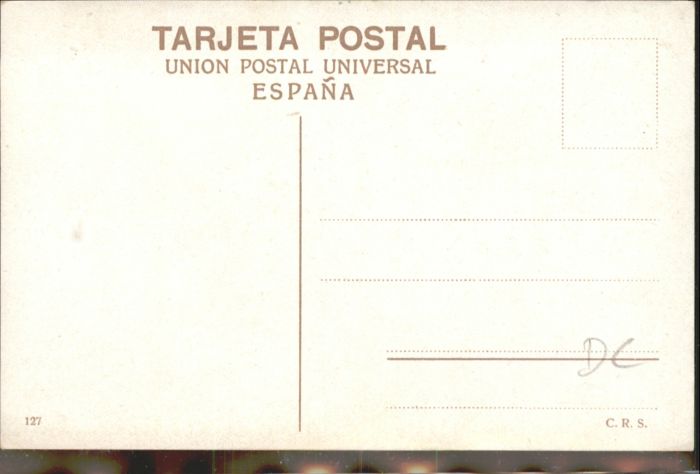 TARJETA POSTAL
UNION POSTAL UNIVERSAL
ESPAÑA
DC
127
C. R. S.